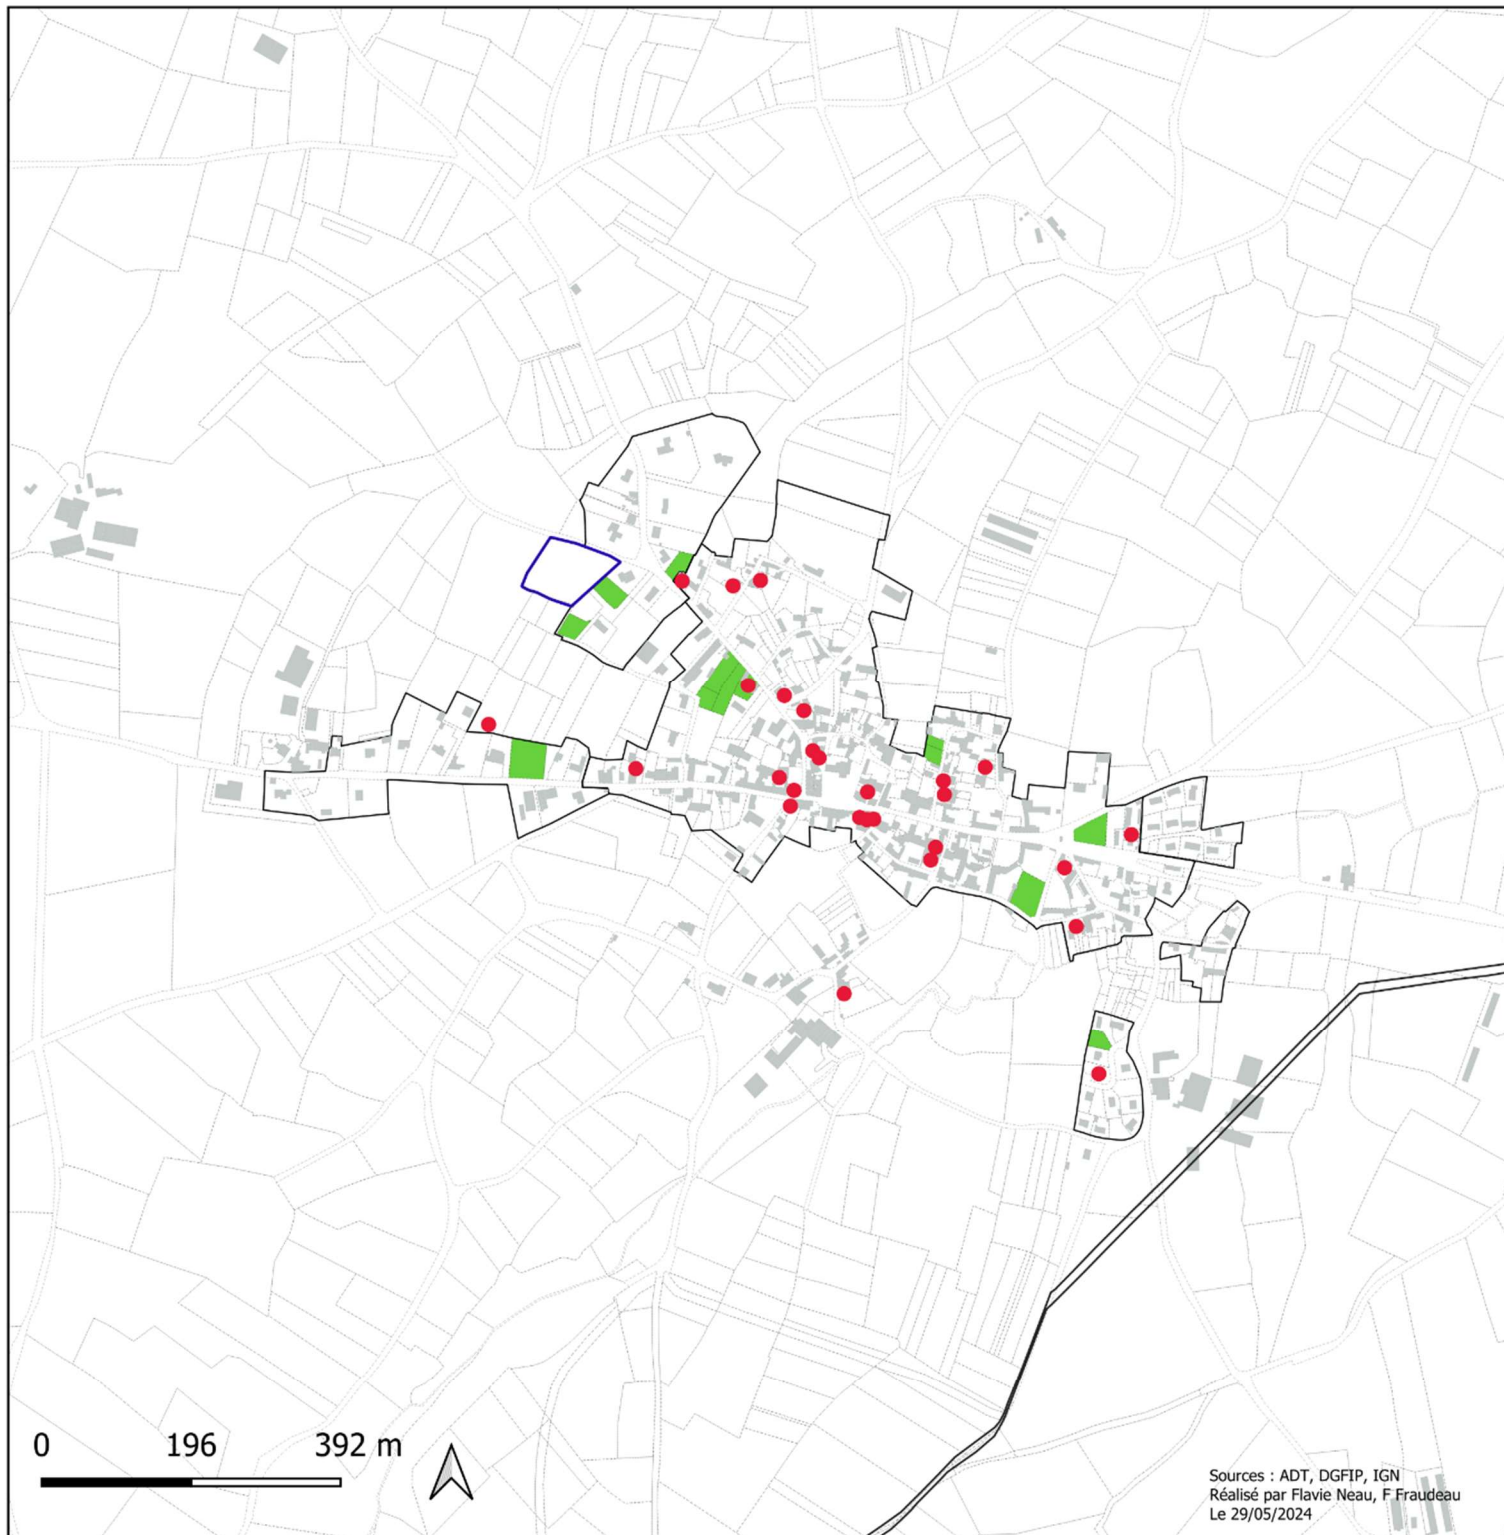 0 196 392 m
Sources : ADT, DGFIP, IGN
Réalisé par Flavie Neau, F Fraudeau
Le 29/05/2024